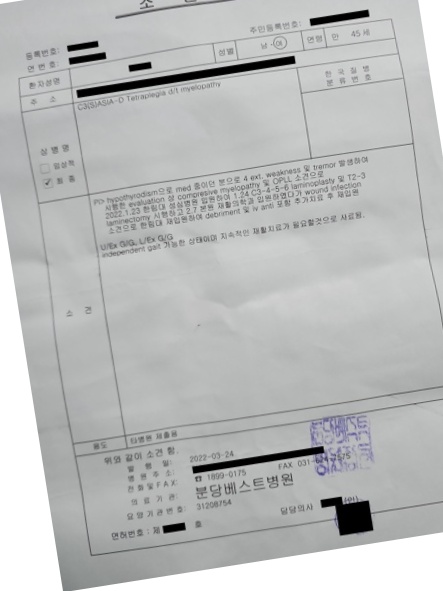 소 견
등록번호:
연 번 호:
주민등록번호:
환자성명
성별
남 · 여
연령
만 45 세
주 소
한 국 질 병
분 류 번 호
상 병 명
임상적
최 종
C3(S)ASIA-D Tetraplegia d/t myelopathy
PI> hypothyrodism으로 med 중이던 분으로 4 ext. weakness 및 tremor 발생하여
시행한 evaluation 상 compresive myelopathy 및 OPLL 소견으로
2022.1.23 한림대 성심병원 입원하여 1.24 C3-4-5-6 laminoplasty 및 T2-3
laminectomy 시행하고 2.7 본원 재활의학과 입원하였다가 wound infection
소견으로 한림대 재입원하여 debriment 및 iv anti 포함 추가치료 후 재입원
U/Ex G/G, L/Ex G/G
independent gait 가능한 상태이며 지속적인 재활치료가 필요할것으로 사료됨.
소 견
용도
타병원 제출용
위와 같이 소견 함.
발 행 일: 2022-03-24
병 원 주 소:
전 화 및 F A X: ☎ 1899-0175 FAX 031-
의 료 기 관: 분당베스트병원
요 양 기 관 번 호: 31208754
담당의사
면허번호 : 제 호